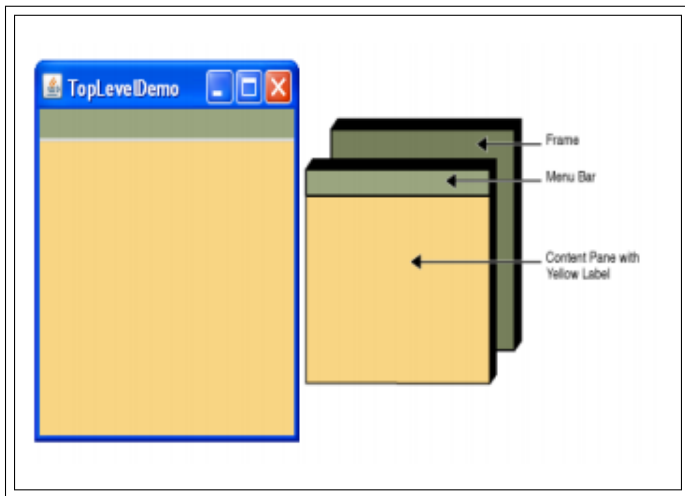 TopLevelDemo
Frame
Menu Bar
Content Pane with
Yellow Label